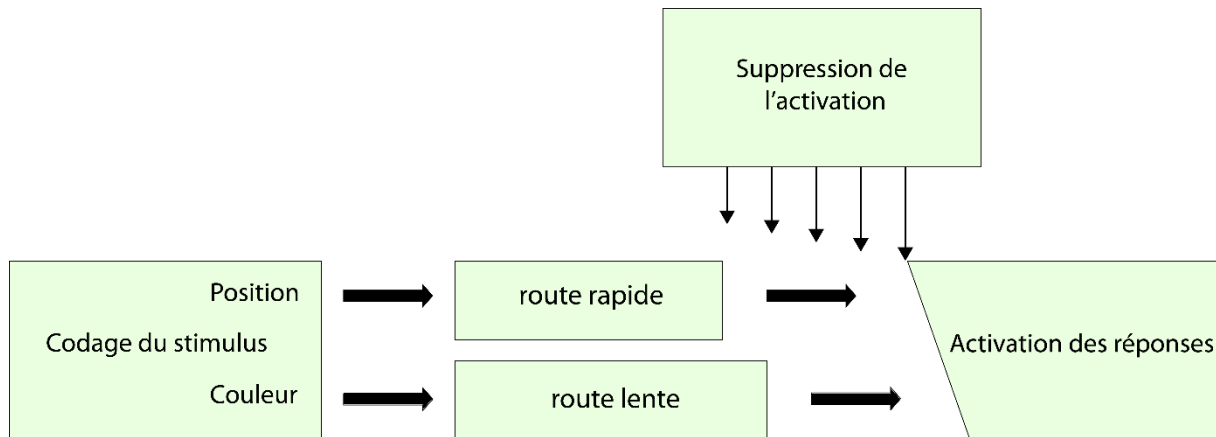 Suppression de
l'activation
Position
Codage du stimulus
Couleur
route rapide
route lente
Activation des réponses